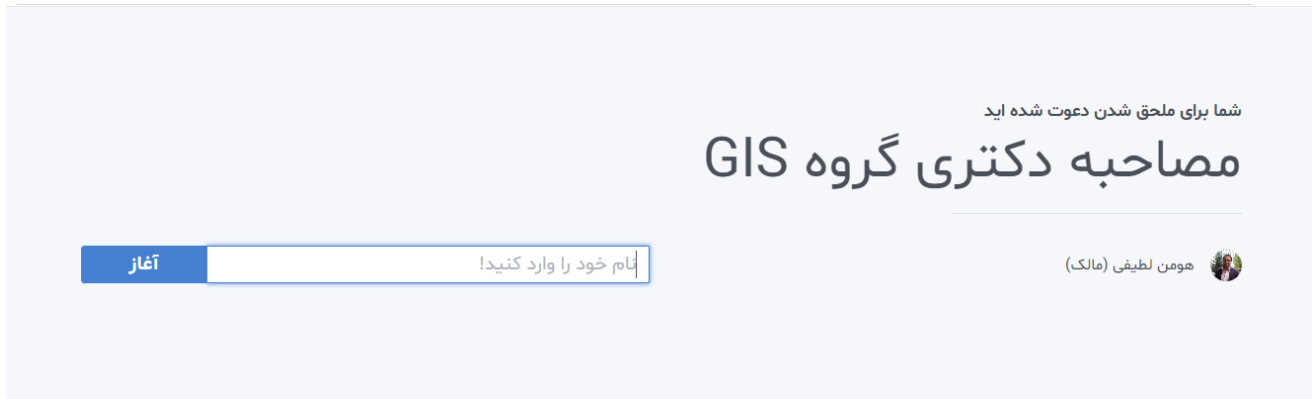 شما برای ملحق شدن دعوت شده اید
مصاحبه دکتری گروه GIS
هومن لطیفی (مالک)
نام خود را وارد کنید!
آغاز